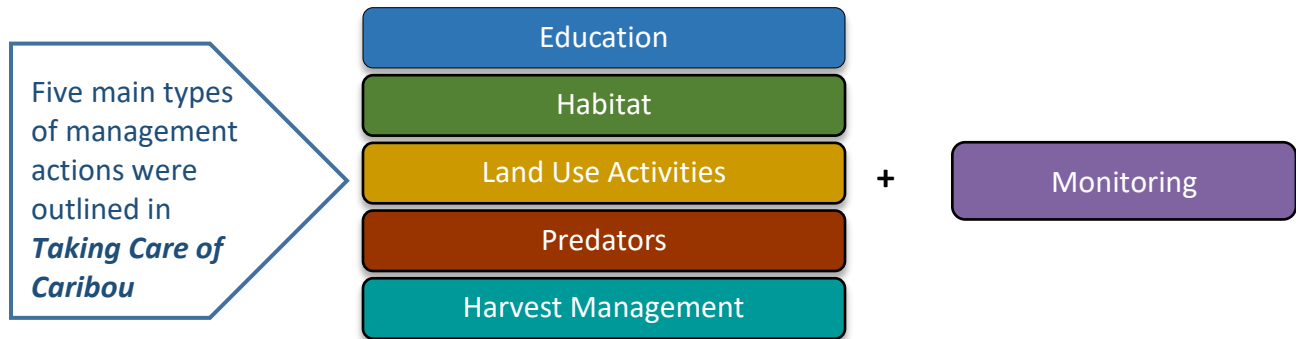 Five main types
of management
actions were
outlined in
Taking Care of
Caribou
Education
Habitat
Land Use Activities
Predators
Harvest Management
+
Monitoring